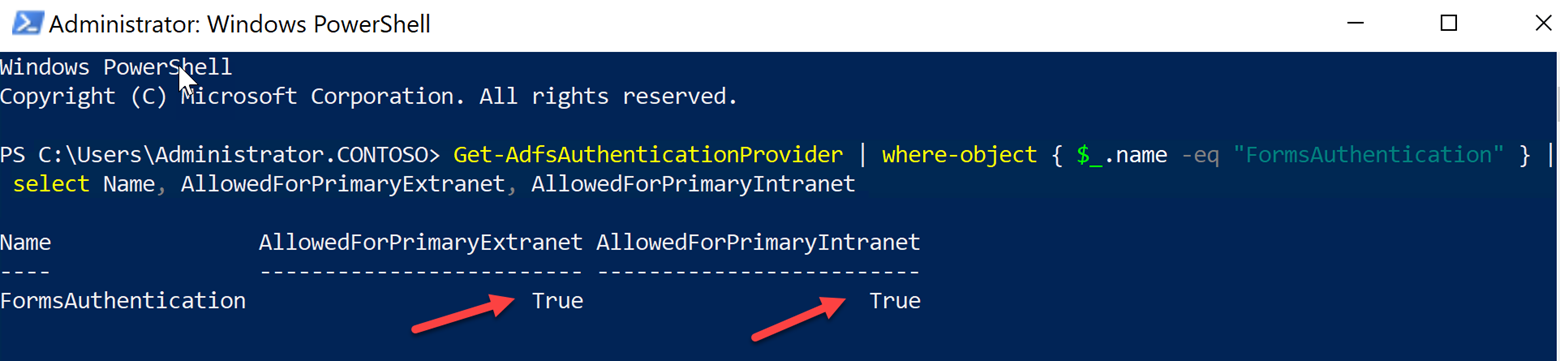 Administrator: Windows PowerShell
Windows PowerShell
Copyright (C) Microsoft Corporation. All rights reserved.
PS C:\Users\Administrator.CONTOSO> Get-AdfsAuthenticationProvider | where-object { $_.name -eq "FormsAuthentication" } |
select Name, AllowedForPrimaryExtranet, AllowedForPrimaryIntranet
Name AllowedForPrimaryExtranet AllowedForPrimaryIntranet
---- ------------------------- -------------------------
FormsAuthentication True True